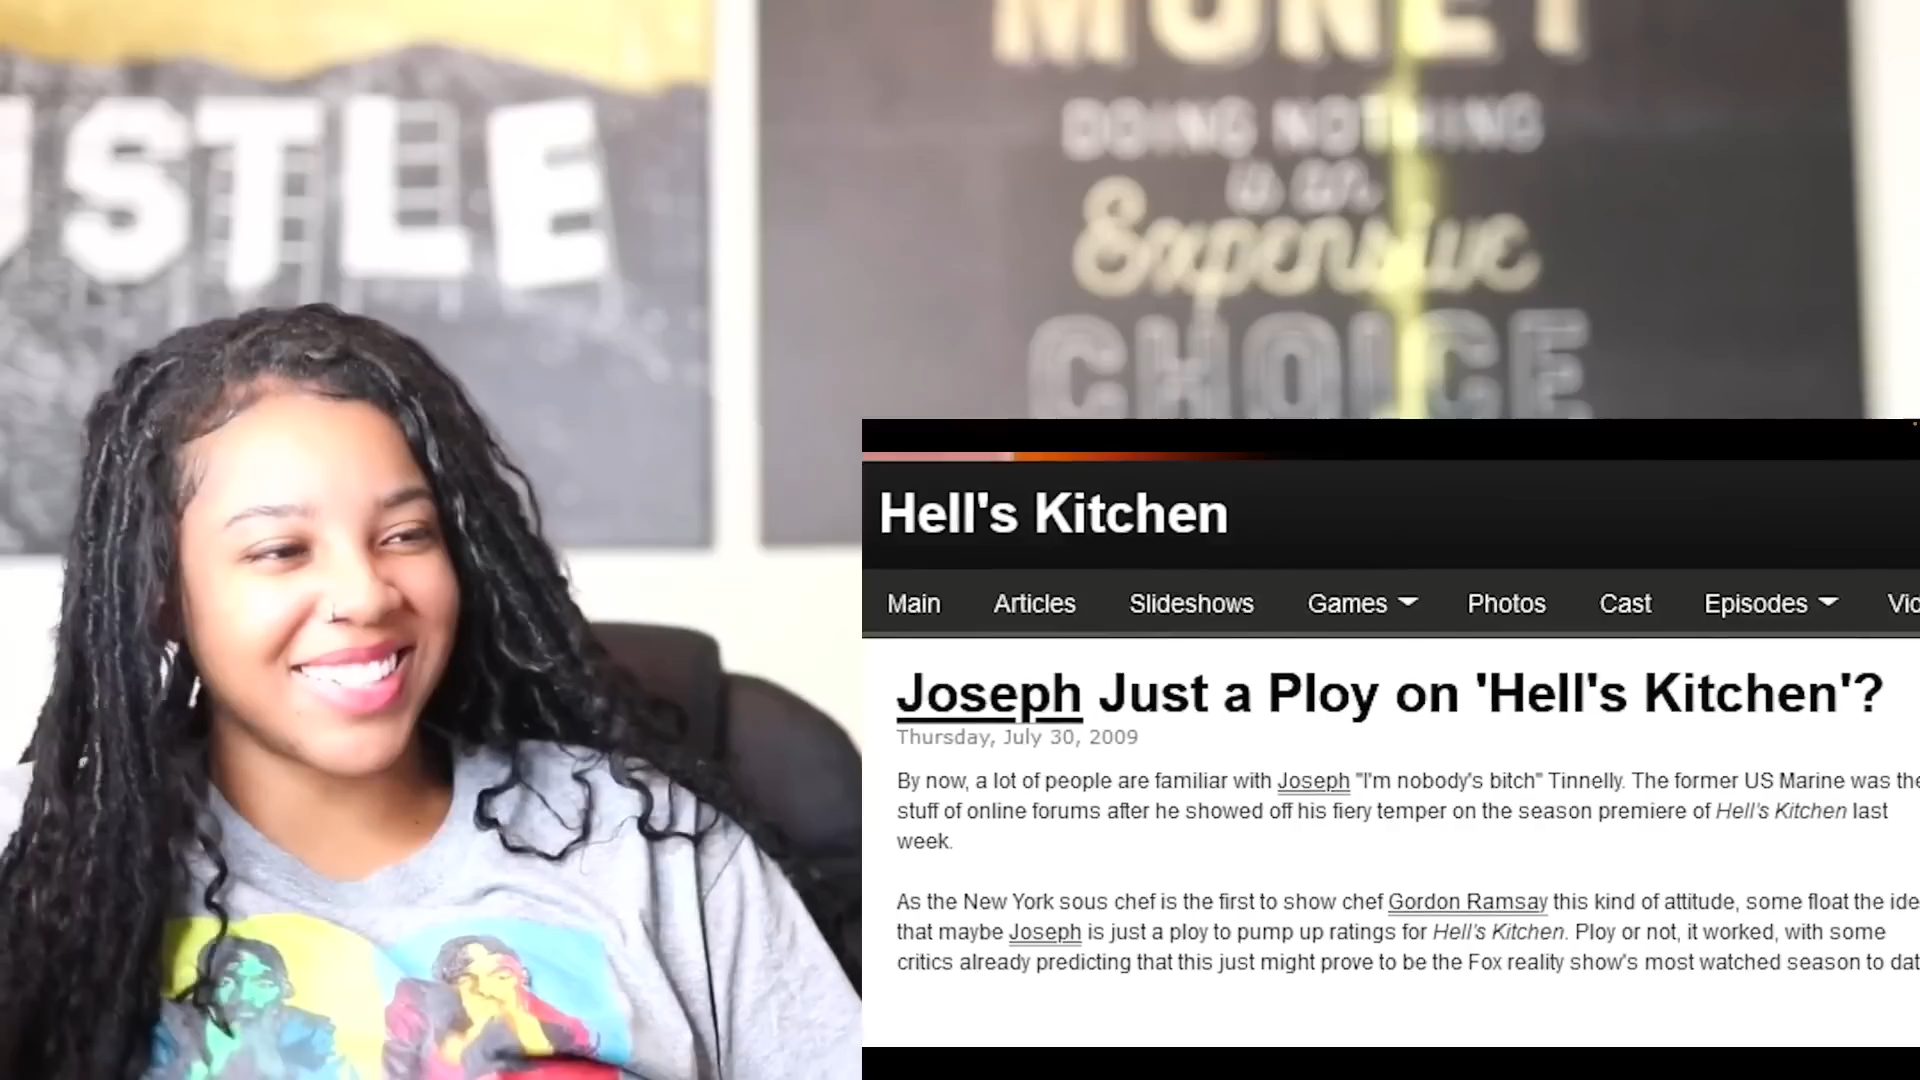 USTLE
MONEY
DOING NOTHING
is an
Expensive
CHOICE
Hell's Kitchen
Main Articles Slideshows Games Photos Cast Episodes
Joseph Just a Ploy on 'Hell's Kitchen'?
Thursday, July 30, 2009
By now, a lot of people are familiar with Joseph "I'm nobody's bitch" Tinnelly. The former US Marine was the
stuff of online forums after he showed off his fiery temper on the season premiere of Hell's Kitchen last
week.
As the New York sous chef is the first to show chef Gordon Ramsay this kind of attitude, some float the ide
that maybe Joseph is just a ploy to pump up ratings for Hell's Kitchen. Ploy or not, it worked, with some
critics already predicting that this just might prove to be the Fox reality show's most watched season to dat